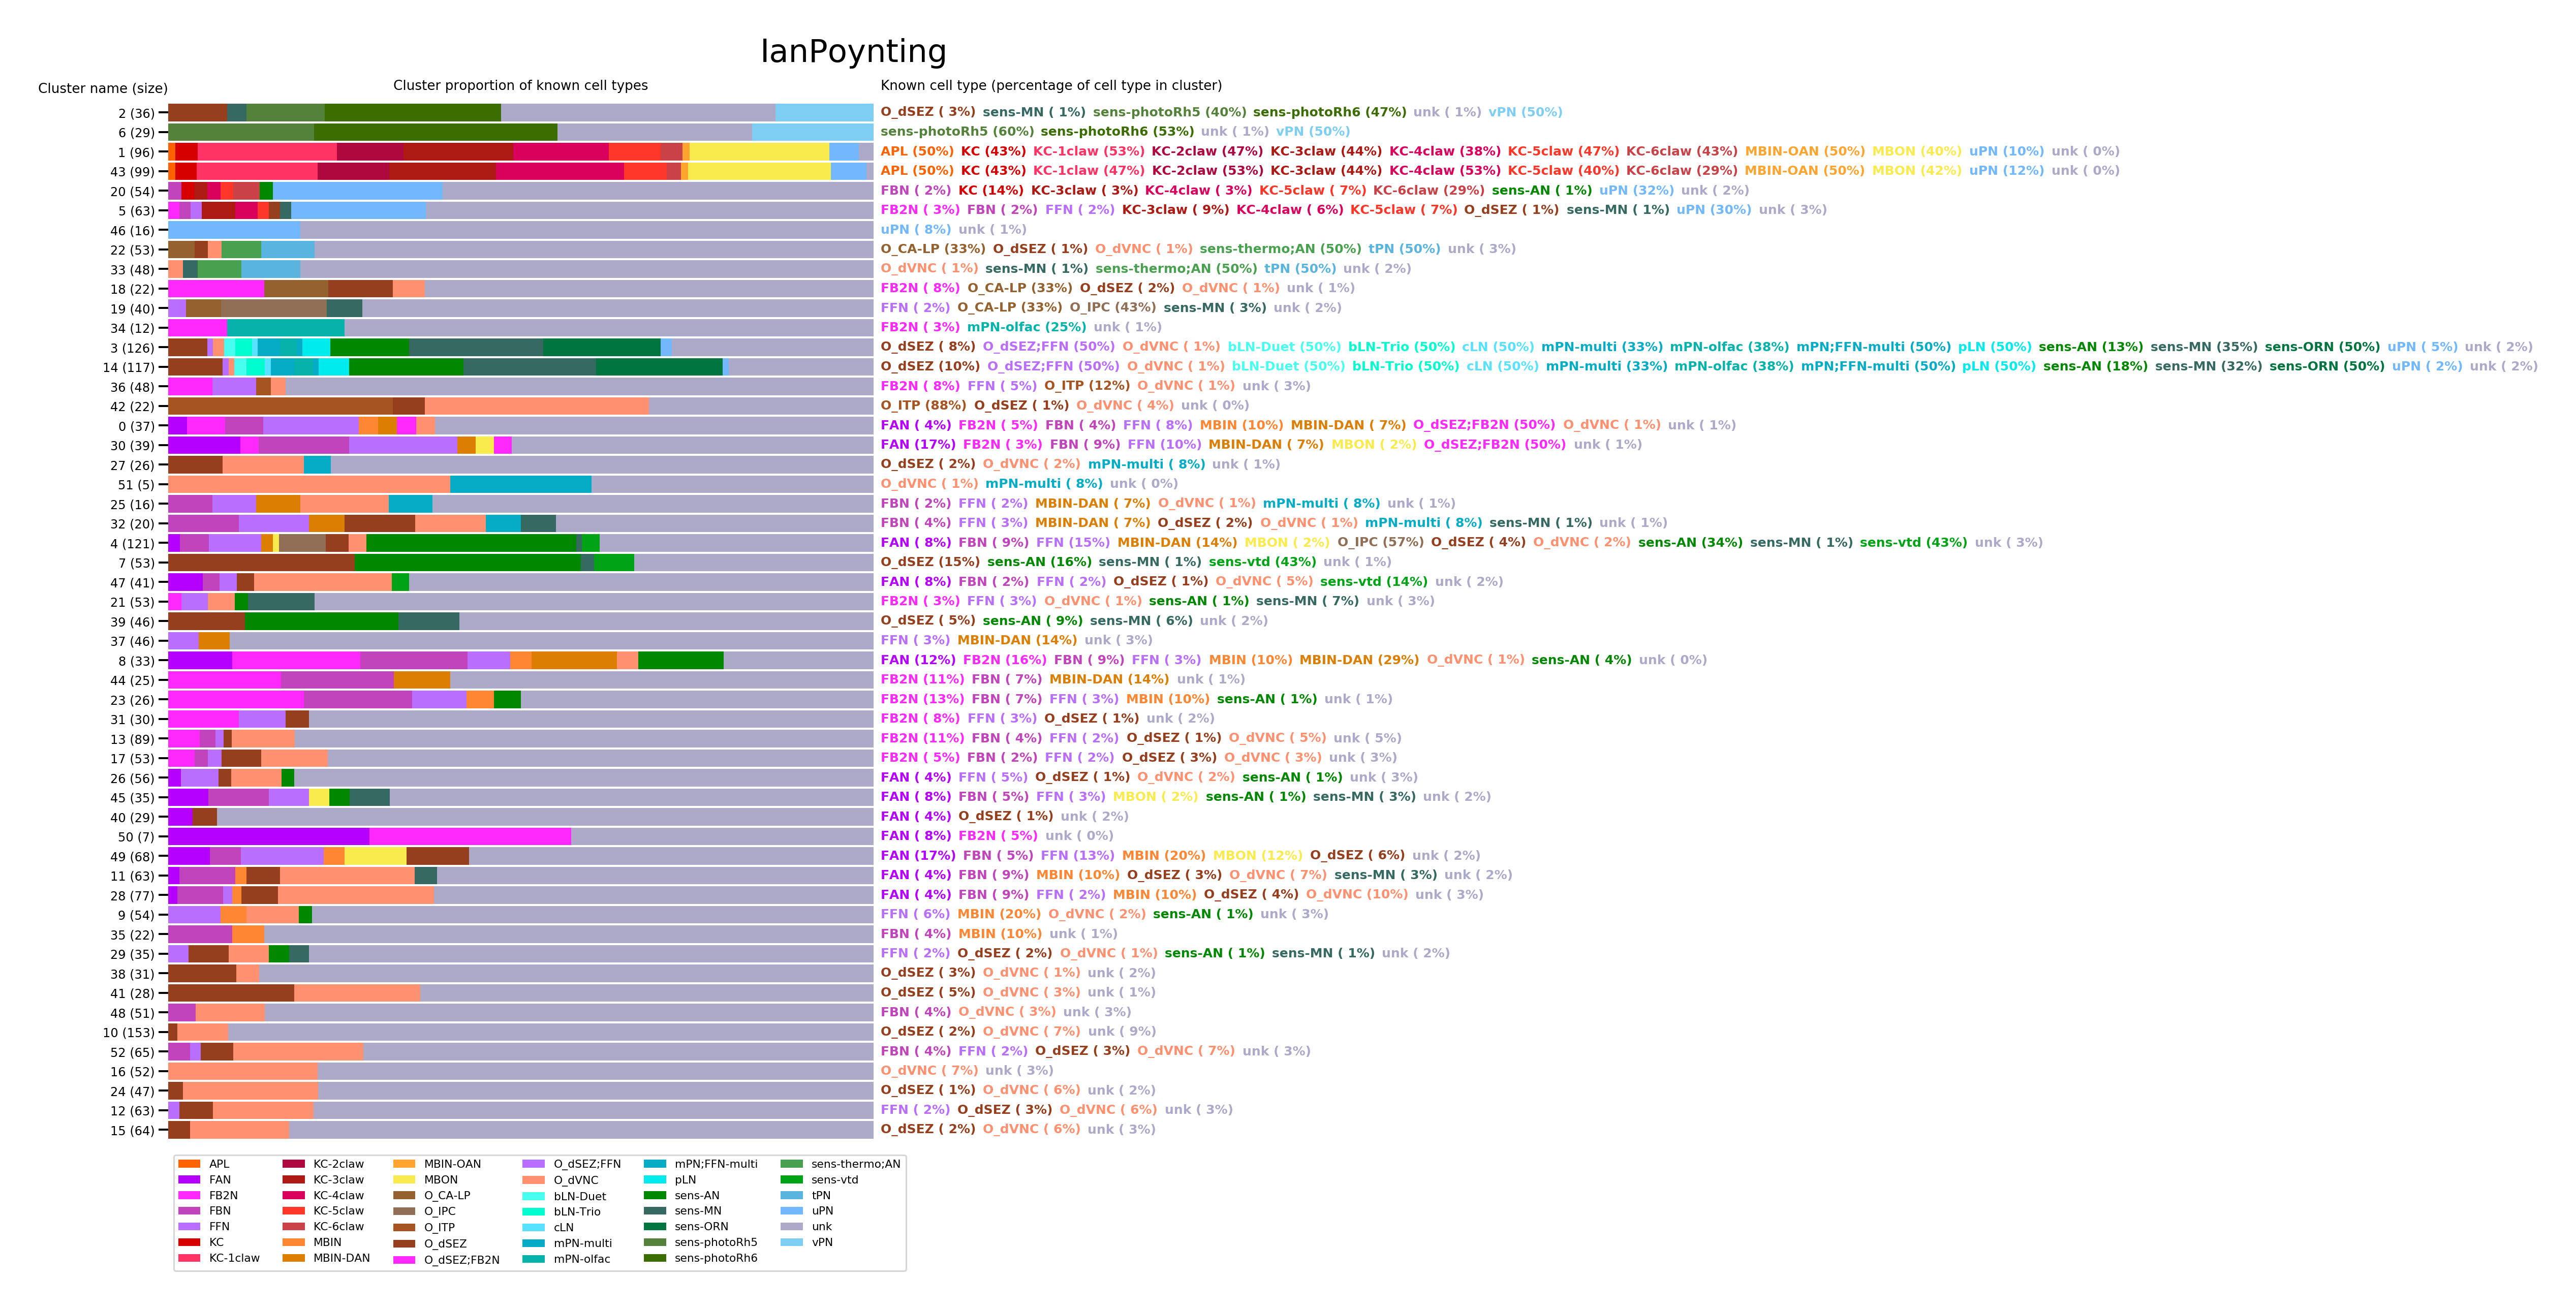 IanPoynting
Cluster name (size) Cluster proportion of known cell types Known cell type (percentage of cell type in cluster)
2 (36) O_dSEZ ( 3%) sens-MN ( 1%) sens-photoRh5 (40%) sens-photoRh6 (47%) unk ( 1%) vPN (50%)
6 (29) sens-photoRh5 (60%) sens-photoRh6 (53%) unk ( 1%) vPN (50%)
1 (96) APL (50%) KC (43%) KC-1claw (53%) KC-2claw (47%) KC-3claw (44%) KC-4claw (38%) KC-5claw (47%) KC-6claw (43%) MBIN-OAN (50%) MBON (40%) uPN (10%) unk ( 0%)
43 (99) APL (50%) KC (43%) KC-1claw (47%) KC-2claw (53%) KC-3claw (44%) KC-4claw (53%) KC-5claw (40%) KC-6claw (29%) MBIN-OAN (50%) MBON (42%) uPN (12%) unk ( 0%)
20 (54) FBN ( 2%) KC (14%) KC-3claw ( 3%) KC-4claw ( 3%) KC-5claw ( 7%) KC-6claw (29%) sens-AN ( 1%) uPN (32%) unk ( 2%)
5 (63) FB2N ( 3%) FBN ( 2%) FFN ( 2%) KC-3claw ( 9%) KC-4claw ( 6%) KC-5claw ( 7%) O_dSEZ ( 1%) sens-MN ( 1%) uPN (30%) unk ( 3%)
46 (16) uPN ( 8%) unk ( 1%)
22 (53) O_CA-LP (33%) O_dSEZ ( 1%) O_dVNC ( 1%) sens-thermo;AN (50%) tPN (50%) unk ( 3%)
33 (48) O_dVNC ( 1%) sens-MN ( 1%) sens-thermo;AN (50%) tPN (50%) unk ( 2%)
18 (22) FB2N ( 8%) O_CA-LP (33%) O_dSEZ ( 2%) O_dVNC ( 1%) unk ( 1%)
19 (40) FFN ( 2%) O_CA-LP (33%) O_IPC (43%) sens-MN ( 3%) unk ( 2%)
34 (12) FB2N ( 3%) mPN-olfac (25%) unk ( 1%)
3 (126) O_dSEZ ( 8%) O_dSEZ;FFN (50%) O_dVNC ( 1%) bLN-Duet (50%) bLN-Trio (50%) cLN (50%) mPN-multi (33%) mPN-olfac (38%) mPN;FFN-multi (50%) pLN (50%) sens-AN (13%) sens-MN (35%) sens-ORN (50%) uPN ( 5%) unk ( 2%)
14 (117) O_dSEZ (10%) O_dSEZ;FFN (50%) O_dVNC ( 1%) bLN-Duet (50%) bLN-Trio (50%) cLN (50%) mPN-multi (33%) mPN-olfac (38%) mPN;FFN-multi (50%) pLN (50%) sens-AN (18%) sens-MN (32%) sens-ORN (50%) uPN ( 2%) unk ( 2%)
36 (48) FB2N ( 8%) FFN ( 5%) O_ITP (12%) O_dVNC ( 1%) unk ( 3%)
42 (22) O_ITP (88%) O_dSEZ ( 1%) O_dVNC ( 4%) unk ( 0%)
0 (37) FAN ( 4%) FB2N ( 5%) FBN ( 4%) FFN ( 8%) MBIN (10%) MBIN-DAN ( 7%) O_dSEZ;FB2N (50%) O_dVNC ( 1%) unk ( 1%)
30 (39) FAN (17%) FB2N ( 3%) FBN ( 9%) FFN (10%) MBIN-DAN ( 7%) MBON ( 2%) O_dSEZ;FB2N (50%) unk ( 1%)
27 (26) O_dSEZ ( 2%) O_dVNC ( 2%) mPN-multi ( 8%) unk ( 1%)
51 (5) O_dVNC ( 1%) mPN-multi ( 8%) unk ( 0%)
25 (16) FBN ( 2%) FFN ( 2%) MBIN-DAN ( 7%) O_dVNC ( 1%) mPN-multi ( 8%) unk ( 1%)
32 (20) FBN ( 4%) FFN ( 3%) MBIN-DAN ( 7%) O_dSEZ ( 2%) O_dVNC ( 1%) mPN-multi ( 8%) sens-MN ( 1%) unk ( 1%)
4 (121) FAN ( 8%) FBN ( 9%) FFN (15%) MBIN-DAN (14%) MBON ( 2%) O_IPC (57%) O_dSEZ ( 4%) O_dVNC ( 2%) sens-AN (34%) sens-MN ( 1%) sens-vtd (43%) unk ( 3%)
7 (53) O_dSEZ (15%) sens-AN (16%) sens-MN ( 1%) sens-vtd (43%) unk ( 1%)
47 (41) FAN ( 8%) FBN ( 2%) FFN ( 2%) O_dSEZ ( 1%) O_dVNC ( 5%) sens-vtd (14%) unk ( 2%)
21 (53) FB2N ( 3%) FFN ( 3%) O_dVNC ( 1%) sens-AN ( 1%) sens-MN ( 7%) unk ( 3%)
39 (46) O_dSEZ ( 5%) sens-AN ( 9%) sens-MN ( 6%) unk ( 2%)
37 (46) FFN ( 3%) MBIN-DAN (14%) unk ( 3%)
8 (33) FAN (12%) FB2N (16%) FBN ( 9%) FFN ( 3%) MBIN (10%) MBIN-DAN (29%) O_dVNC ( 1%) sens-AN ( 4%) unk ( 0%)
44 (25) FB2N (11%) FBN ( 7%) MBIN-DAN (14%) unk ( 1%)
23 (26) FB2N (13%) FBN ( 7%) FFN ( 3%) MBIN (10%) sens-AN ( 1%) unk ( 1%)
31 (30) FB2N ( 8%) FFN ( 3%) O_dSEZ ( 1%) unk ( 2%)
13 (89) FB2N (11%) FBN ( 4%) FFN ( 2%) O_dSEZ ( 1%) O_dVNC ( 5%) unk ( 5%)
17 (53) FB2N ( 5%) FBN ( 2%) FFN ( 2%) O_dSEZ ( 3%) O_dVNC ( 3%) unk ( 3%)
26 (56) FAN ( 4%) FFN ( 5%) O_dSEZ ( 1%) O_dVNC ( 2%) sens-AN ( 1%) unk ( 3%)
45 (35) FAN ( 8%) FBN ( 5%) FFN ( 3%) MBON ( 2%) sens-AN ( 1%) sens-MN ( 3%) unk ( 2%)
40 (29) FAN ( 4%) O_dSEZ ( 1%) unk ( 2%)
50 (7) FAN ( 8%) FB2N ( 5%) unk ( 0%)
49 (68) FAN (17%) FBN ( 5%) FFN (13%) MBIN (20%) MBON (12%) O_dSEZ ( 6%) unk ( 2%)
11 (63) FAN ( 4%) FBN ( 9%) MBIN (10%) O_dSEZ ( 3%) O_dVNC ( 7%) sens-MN ( 3%) unk ( 2%)
28 (77) FAN ( 4%) FBN ( 9%) FFN ( 2%) MBIN (10%) O_dSEZ ( 4%) O_dVNC (10%) unk ( 3%)
9 (54) FFN ( 6%) MBIN (20%) O_dVNC ( 2%) sens-AN ( 1%) unk ( 3%)
35 (22) FBN ( 4%) MBIN (10%) unk ( 1%)
29 (35) FFN ( 2%) O_dSEZ ( 2%) O_dVNC ( 1%) sens-AN ( 1%) sens-MN ( 1%) unk ( 2%)
38 (31) O_dSEZ ( 3%) O_dVNC ( 1%) unk ( 2%)
41 (28) O_dSEZ ( 5%) O_dVNC ( 3%) unk ( 1%)
48 (51) FBN ( 4%) O_dVNC ( 3%) unk ( 3%)
10 (153) O_dSEZ ( 2%) O_dVNC ( 7%) unk ( 9%)
52 (65) FBN ( 4%) FFN ( 2%) O_dSEZ ( 3%) O_dVNC ( 7%) unk ( 3%)
16 (52) O_dVNC ( 7%) unk ( 3%)
24 (47) O_dSEZ ( 1%) O_dVNC ( 6%) unk ( 2%)
12 (63) FFN ( 2%) O_dSEZ ( 3%) O_dVNC ( 6%) unk ( 3%)
15 (64) O_dSEZ ( 2%) O_dVNC ( 6%) unk ( 3%)
APL KC-2claw MBIN-OAN O_dSEZ;FFN mPN;FFN-multi sens-thermo;AN
FAN KC-3claw MBON O_dVNC pLN sens-vtd
FB2N KC-4claw O_CA-LP bLN-Duet sens-AN tPN
FBN KC-5claw O_IPC bLN-Trio sens-MN uPN
FFN KC-6claw O_ITP cLN sens-ORN unk
KC MBIN O_dSEZ mPN-multi sens-photoRh5 vPN
KC-1claw MBIN-DAN O_dSEZ;FB2N mPN-olfac sens-photoRh6